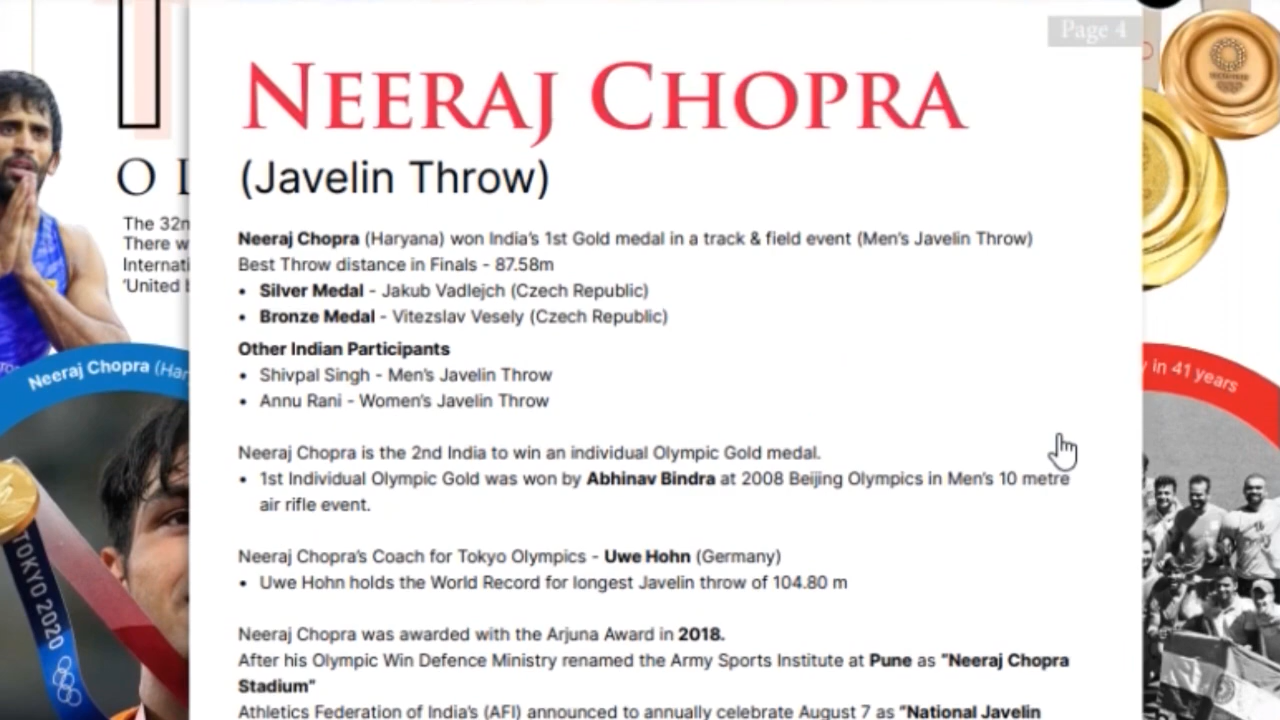 Page 4
NEERAJ CHOPRA
(Javelin Throw)
O L
The 32n
There w
Internati
'United b
Neeraj Chopra (Haryana) won India's 1st Gold medal in a track & field event (Men's Javelin Throw)
Best Throw distance in Finals - 87.58m
• Silver Medal - Jakub Vadlejch (Czech Republic)
• Bronze Medal - Vitezslav Vesely (Czech Republic)
Other Indian Participants
• Shivpal Singh - Men's Javelin Throw
• Annu Rani - Women's Javelin Throw
Neeraj Chopra (Har
y in 41 years
Neeraj Chopra is the 2nd India to win an individual Olympic Gold medal.
• 1st Individual Olympic Gold was won by Abhinav Bindra at 2008 Beijing Olympics in Men's 10 metre
air rifle event.
Neeraj Chopra's Coach for Tokyo Olympics - Uwe Hohn (Germany)
• Uwe Hohn holds the World Record for longest Javelin throw of 104.80 m
TOKYO 2020
Neeraj Chopra was awarded with the Arjuna Award in 2018.
After his Olympic Win Defence Ministry renamed the Army Sports Institute at Pune as "Neeraj Chopra
Stadium"
Athletics Federation of India's (AFI) announced to annually celebrate August 7 as "National Javelin